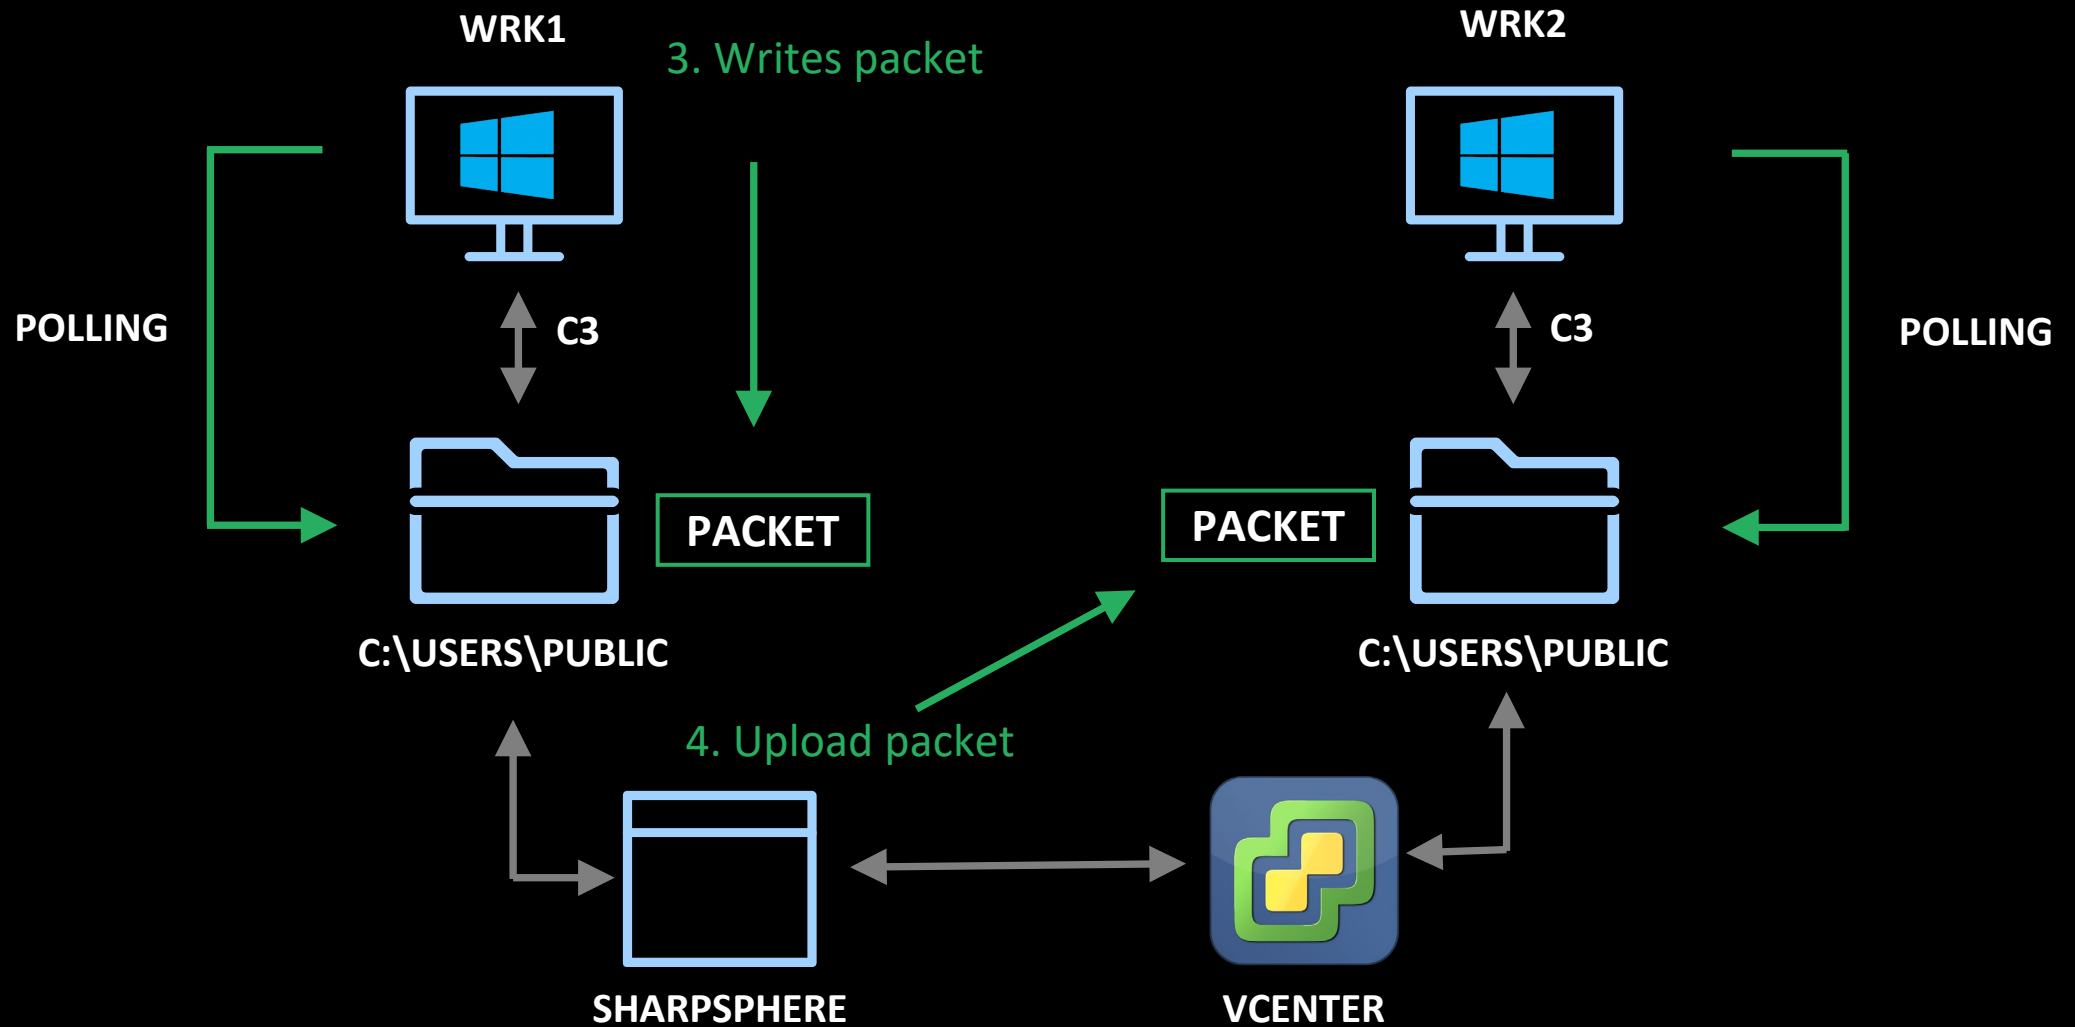 WRK1
WRK2
3. Writes packet
POLLING
C3
C3
POLLING
PACKET
PACKET
C:\USERS\PUBLIC
C:\USERS\PUBLIC
4. Upload packet
SHARPSPHERE
VCENTER